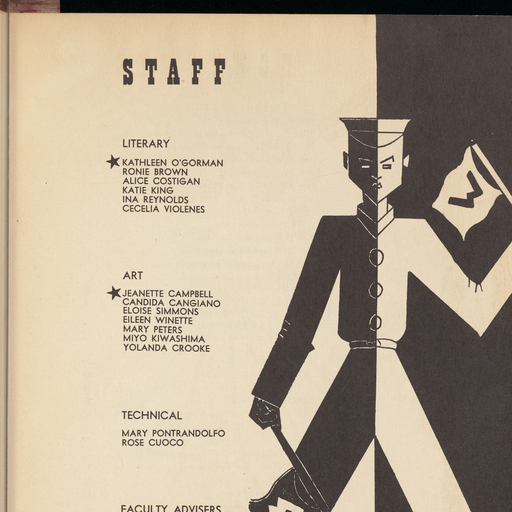 STAFF
LITERARY
★ KATHLEEN O'GORMAN
RONIE BROWN
ALICE COSTIGAN
KATIE KING
INA REYNOLDS
CECELIA VIOLENES
ART
★ JEANETTE CAMPBELL
CANDIDA CANGIANO
ELOISE SIMMONS
EILEEN WINETTE
MARY PETERS
MIYO KIWASHIMA
YOLANDA CROOKE
TECHNICAL
MARY PONTRANDOLFO
ROSE CUOCO
FACULTY ADVISERS